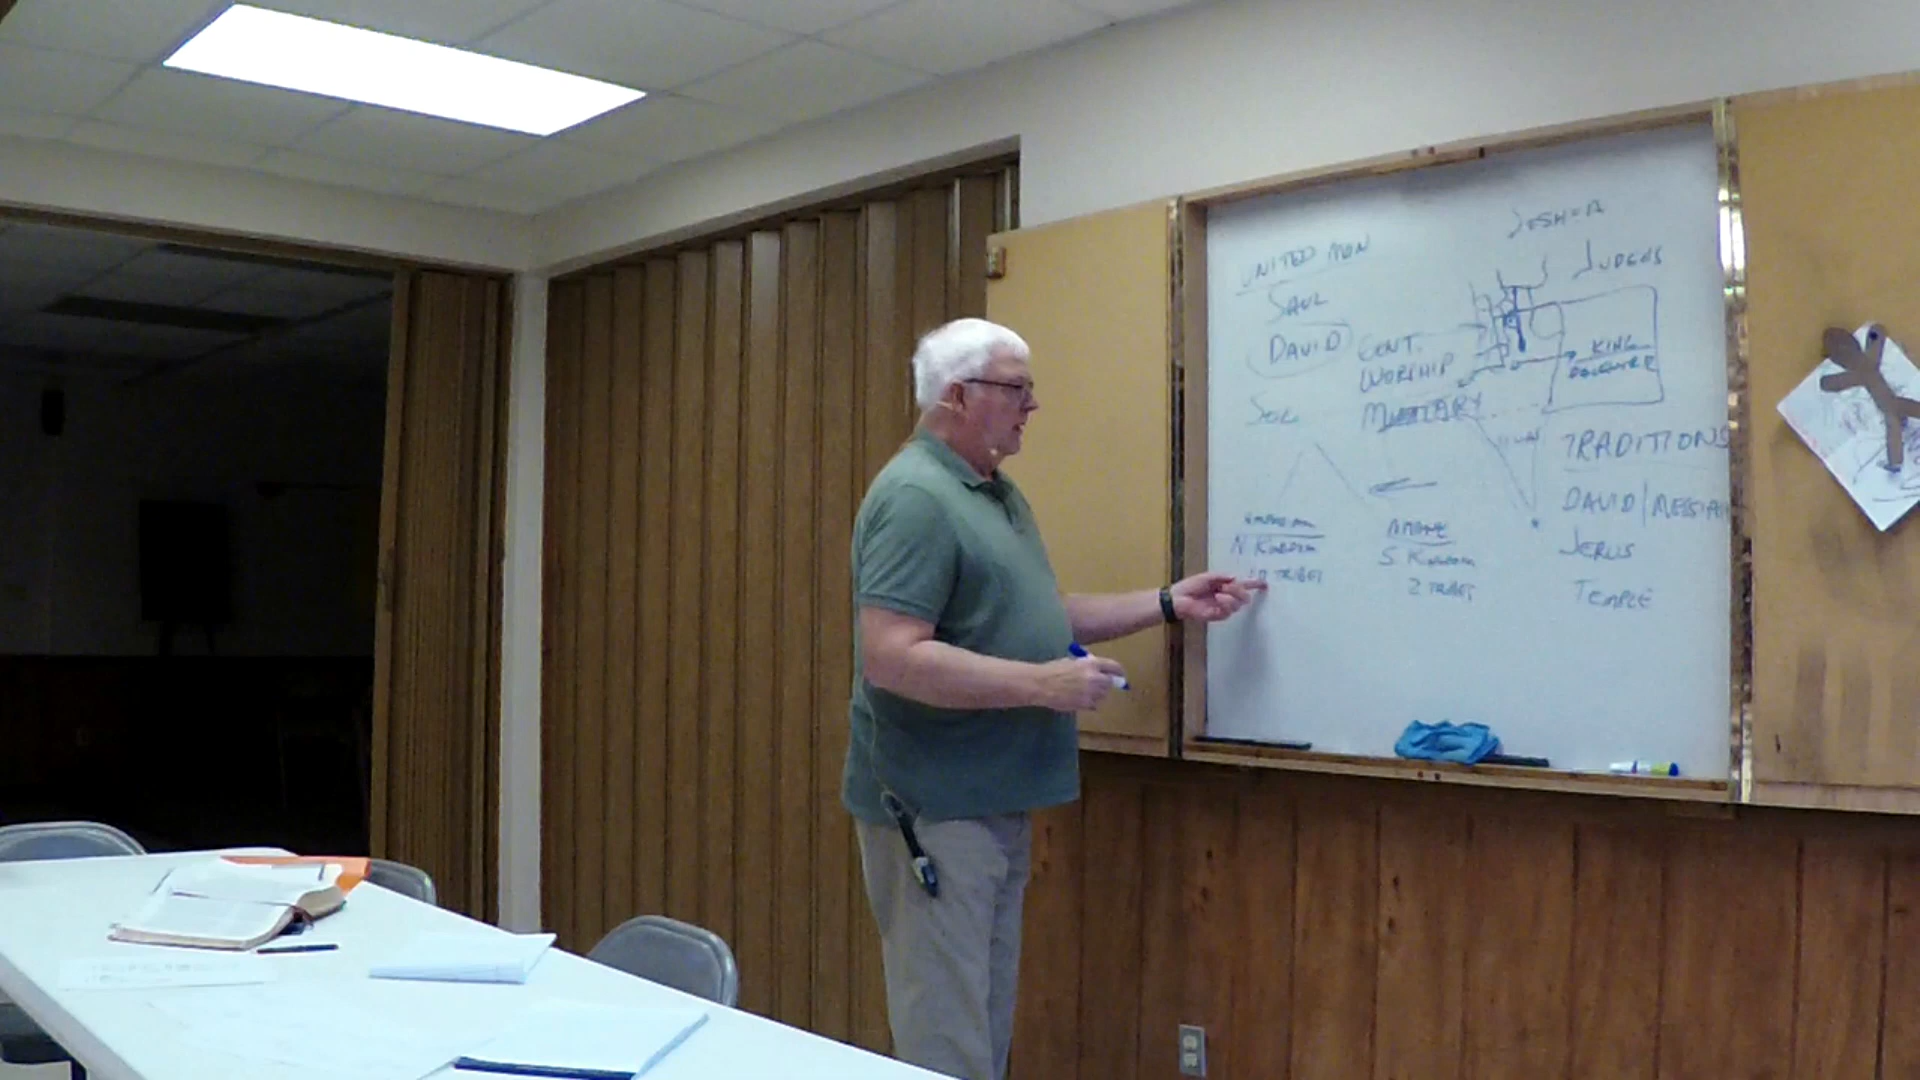 UNITED MON
SAUL
DAVID
SOL
CENT.
WORSHIP
MILITARY
N KINGDOM
10 TRIBES
S KINGDOM
2 TRIBES
JUDGES
KING
TRADITIONS
DAVID/MESSIAH
JERUS
TEMPLE